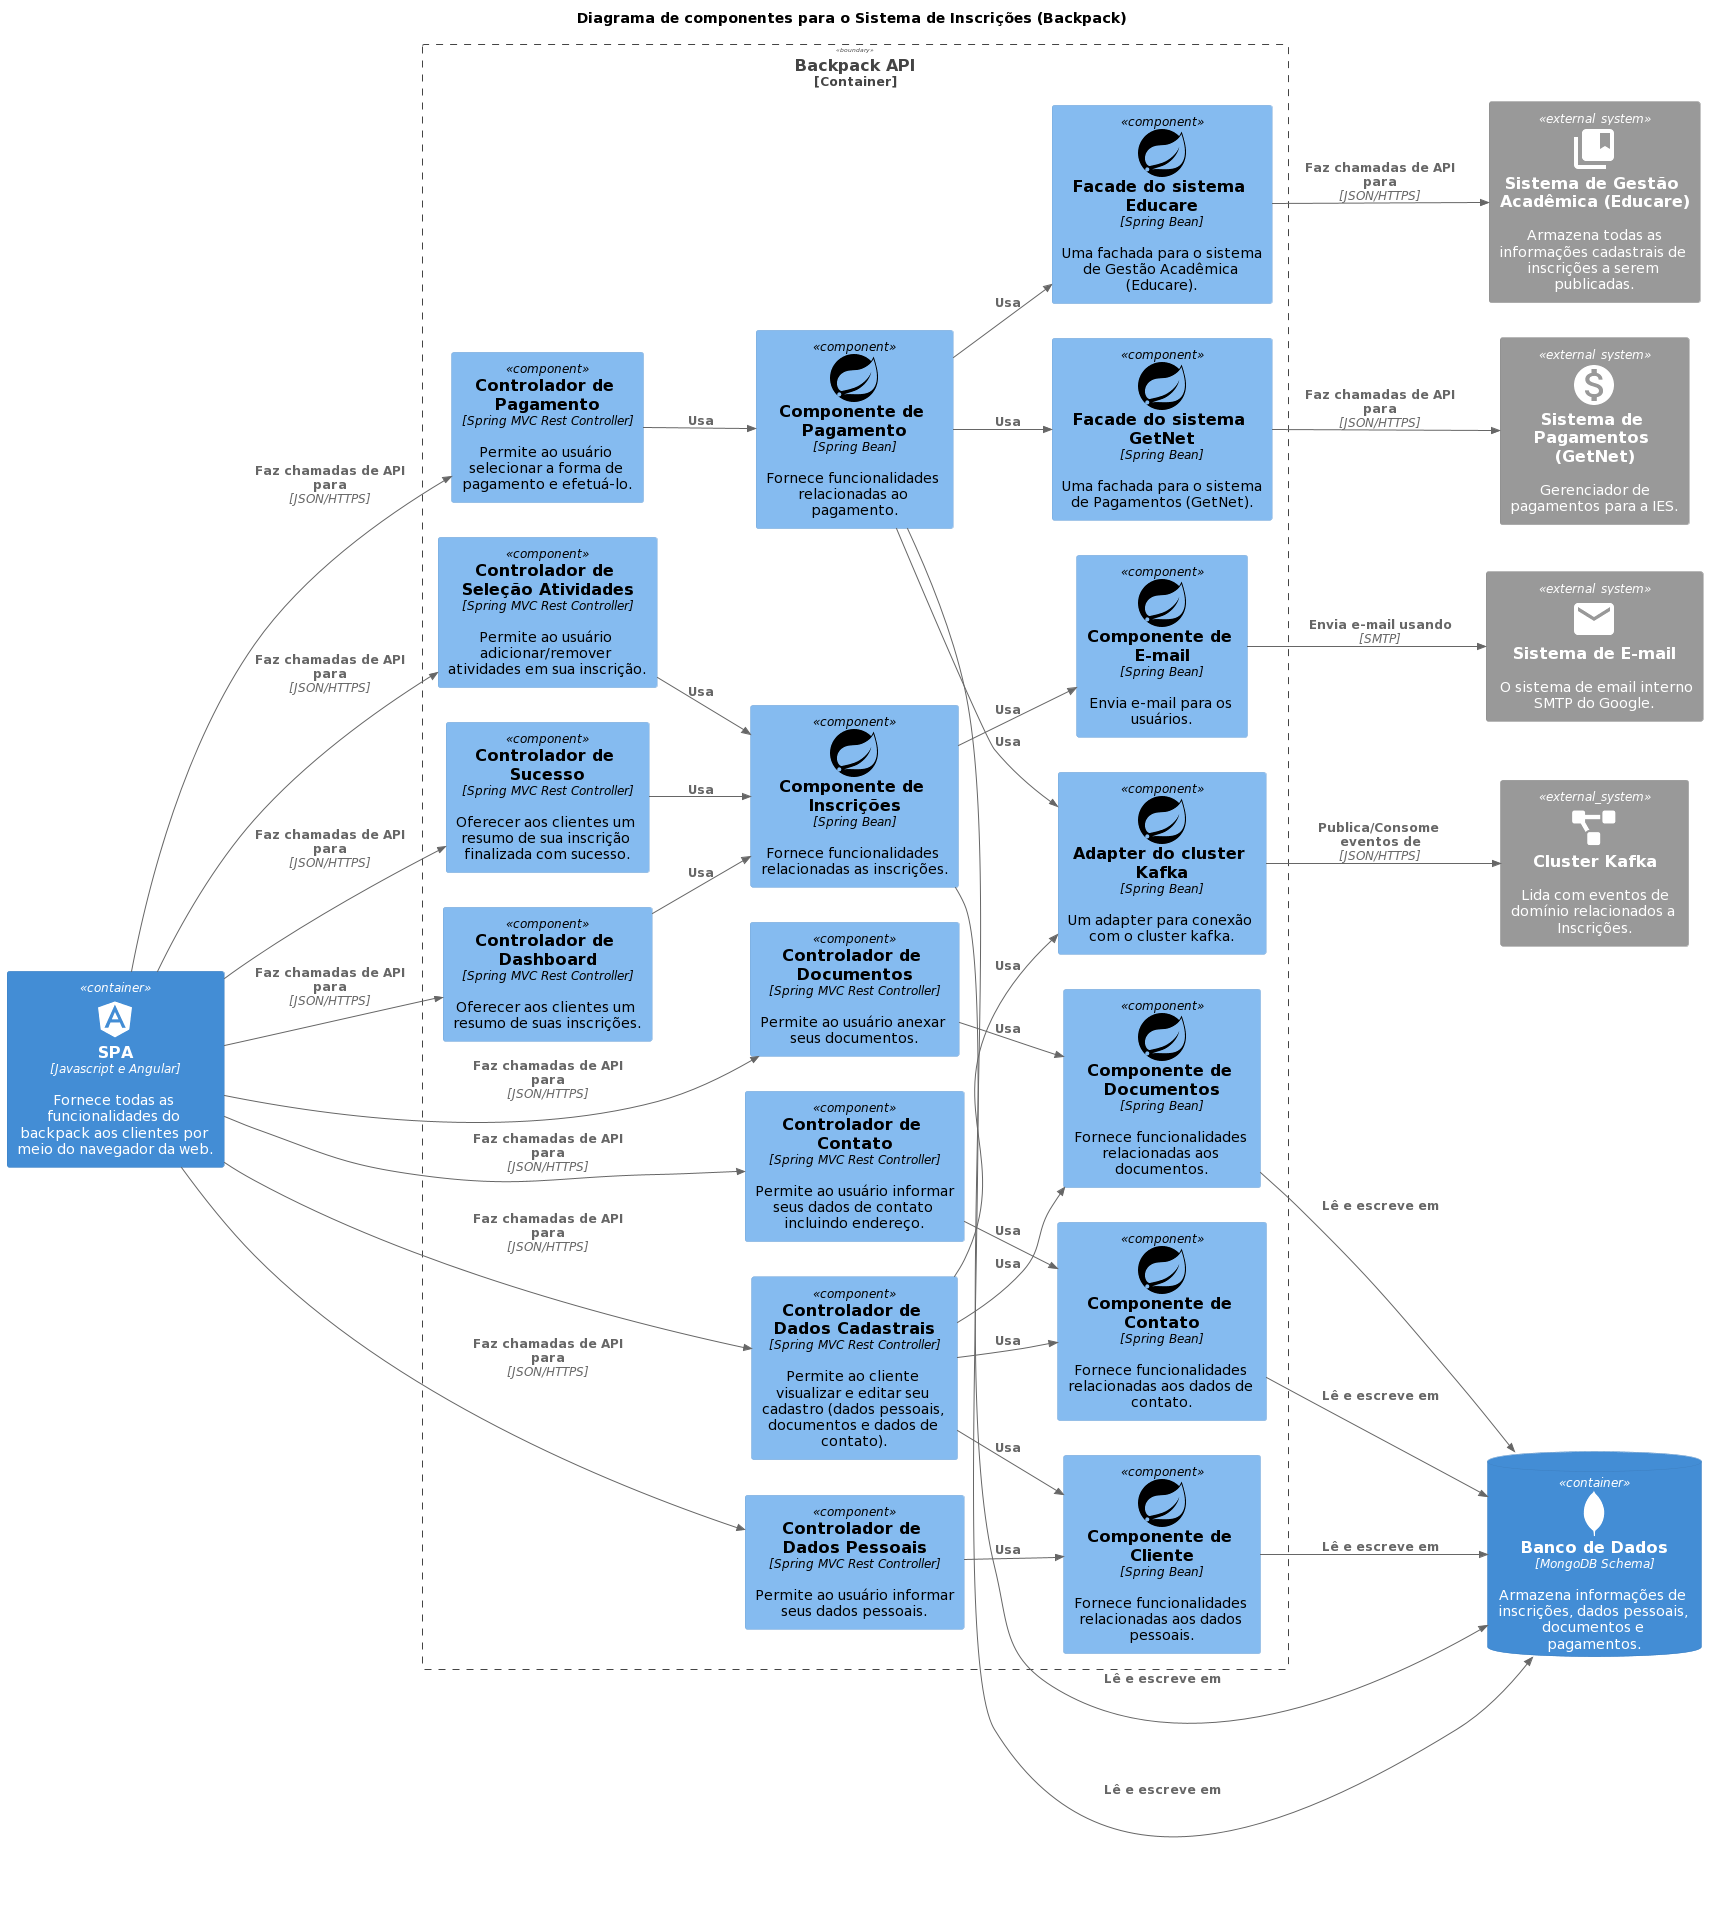 Diagrama de componentes para o Sistema de Inscrições (Backpack)
«boundary»
Backpack API
[Container]
«component»
Facade do sistema
Educare
[Spring Bean]
Uma fachada para o sistema
de Gestão Acadêmica
(Educare).
Faz chamadas de API
para
[JSON/HTTPS]
«external_system»
Sistema de Gestão
Acadêmica (Educare)
Armazena todas as
informações cadastrais de
inscrições a serem
publicadas.
Usa
«component»
Controlador de
Pagamento
[Spring MVC Rest Controller]
Permite ao usuário
selecionar a forma de
pagamento e efetuá-lo.
Usa
«component»
Componente de
Pagamento
[Spring Bean]
Fornece funcionalidades
relacionadas ao
pagamento.
Usa
«component»
Facade do sistema
GetNet
[Spring Bean]
Uma fachada para o sistema
de Pagamentos (GetNet).
Faz chamadas de API
para
[JSON/HTTPS]
«external_system»
Sistema de
Pagamentos
(GetNet)
Gerenciador de
pagamentos para a IES.
Faz chamadas de API
para
[JSON/HTTPS]
«component»
Controlador de
Seleção Atividades
[Spring MVC Rest Controller]
Permite ao usuário
adicionar/remover
atividades em sua inscrição.
Usa
«component»
Componente de
E-mail
[Spring Bean]
Envia e-mail para os
usuários.
Envia e-mail usando
[SMTP]
«external_system»
Sistema de E-mail
O sistema de email interno
SMTP do Google.
Faz chamadas de API
para
[JSON/HTTPS]
«component»
Controlador de
Sucesso
[Spring MVC Rest Controller]
Oferecer aos clientes um
resumo de sua inscrição
finalizada com sucesso.
Usa
«component»
Componente de
Inscrições
[Spring Bean]
Fornece funcionalidades
relacionadas as inscrições.
Usa
Usa
«component»
Adapter do cluster
Kafka
[Spring Bean]
Um adapter para conexão
com o cluster kafka.
Publica/Consome
eventos de
[JSON/HTTPS]
«external_system»
Cluster Kafka
Lida com eventos de
domínio relacionados a
Inscrições.
Faz chamadas de API
para
[JSON/HTTPS]
Usa
«component»
Controlador de
Dashboard
[Spring MVC Rest Controller]
Oferecer aos clientes um
resumo de suas inscrições.
Faz chamadas de API
para
[JSON/HTTPS]
«container»
SPA
[Javascript e Angular]
Fornece todas as
funcionalidades do
backpack aos clientes por
meio do navegador da web.
«component»
Controlador de
Documentos
[Spring MVC Rest Controller]
Permite ao usuário anexar
seus documentos.
Usa
Usa
«component»
Componente de
Documentos
[Spring Bean]
Fornece funcionalidades
relacionadas aos
documentos.
Faz chamadas de API
para
[JSON/HTTPS]
Faz chamadas de API
para
[JSON/HTTPS]
«component»
Controlador de
Contato
[Spring MVC Rest Controller]
Permite ao usuário informar
seus dados de contato
incluindo endereço.
Usa
Usa
Lê e escreve em
Faz chamadas de API
para
[JSON/HTTPS]
«component»
Componente de
Contato
[Spring Bean]
Fornece funcionalidades
relacionadas aos dados de
contato.
Faz chamadas de API
para
[JSON/HTTPS]
«component»
Controlador de
Dados Cadastrais
[Spring MVC Rest Controller]
Permite ao cliente
visualizar e editar seu
cadastro (dados pessoais,
documentos e dados de
contato).
Usa
Usa
Lê e escreve em
«component»
Controlador de
Dados Pessoais
[Spring MVC Rest Controller]
Permite ao usuário informar
seus dados pessoais.
Usa
«component»
Componente de
Cliente
[Spring Bean]
Fornece funcionalidades
relacionadas aos dados
pessoais.
Lê e escreve em
«container»
Banco de Dados
[MongoDB Schema]
Armazena informações de
inscrições, dados pessoais,
documentos e
pagamentos.
Lê e escreve em
Lê e escreve em